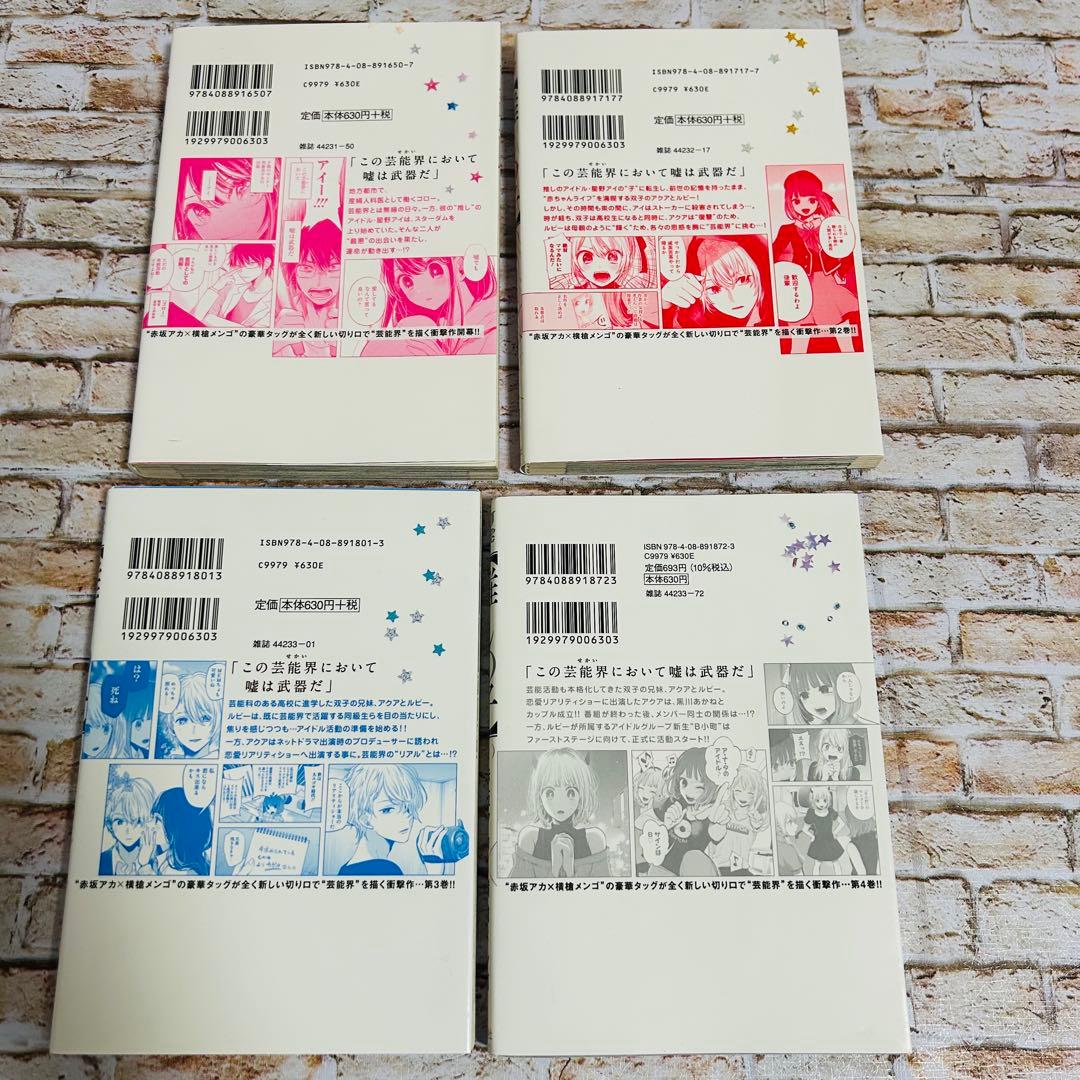 ISBN978-4-08-891650-7
C9979 ¥630E
9784088916507
1929979006303
定価 本体630円+税
雑誌 44231-50
せかい
「この芸能界において
嘘は武器だ」
地方都市で、
産婦人科医として働くゴロー。
芸能界とは無縁の日々。一方、彼の“推し”の
アイドル・星野アイは、スターダムを
上り始めていた。そんな二人が
“最悪”の出会いを果たし、
運命が動き出す…!?
アイー!!!
嘘は武器だ
嘘でも
“赤坂アカ×横槍メンゴ”の豪華タッグが全く新しい切り口で“芸能界”を描く衝撃作開幕!!
ISBN978-4-08-891717-7
C9979 ¥630E
9784088917177
1929979006303
定価 本体630円+税
雑誌 44232-17
せかい
「この芸能界において嘘は武器だ」
推しのアイドル・星野アイの“子”に転生し、前世の記憶を持ったまま、
“赤ちゃんライフ”を満喫する双子のアクアとルビー!
しかし、その時間も束の間に、アイはストーカーに殺害されてしまう…。
時が経ち、双子は高校生になると同時に、アクアは“復讐”のため、
ルビーは母親のように“輝く”ため、各々の思惑を胸に“芸能界”に挑む…!
歓迎するわよ
後輩
“赤坂アカ×横槍メンゴ”の豪華タッグが全く新しい切り口で“芸能界”を描く衝撃作…第2巻!!
ISBN978-4-08-891801-3
C9979 ¥630E
9784088918013
1929979006303
定価 本体630円+税
雑誌 44233-01
せかい
「この芸能界において
嘘は武器だ」
芸能科のある高校に進学した双子の兄妹、アクアとルビー。
ルビーは、既に芸能界で活躍する同級生らを目の当たりにし、
焦りを感じつつも…アイドル活動の準備を始める!!
一方、アクアはネットドラマ出演時のプロデューサーに誘われ
恋愛リアリティショーへ出演する事に。芸能界の“リアル”とは…!?
は?
死ね
“赤坂アカ×横槍メンゴ”の豪華タッグが全く新しい切り口で“芸能界”を描く衝撃作…第3巻!!
ISBN 978-4-08-891872-3
C9979 ¥630E
9784088918723
1929979006303
定価693円(10%税込)
本体630円
雑誌 44233-72
せかい
「この芸能界において嘘は武器だ」
芸能活動も本格化してきた双子の兄妹、アクアとルビー。
恋愛リアリティショーに出演したアクアは、黒川あかねと
カップル成立!! 番組が終わった後、メンバー同士の関係は…!?
一方、ルビーが所属するアイドルグループ新生“B小町”は
ファーストステージに向けて、正式に活動スタート!!
“赤坂アカ×横槍メンゴ”の豪華タッグが全く新しい切り口で“芸能界”を描く衝撃作…第4巻!!